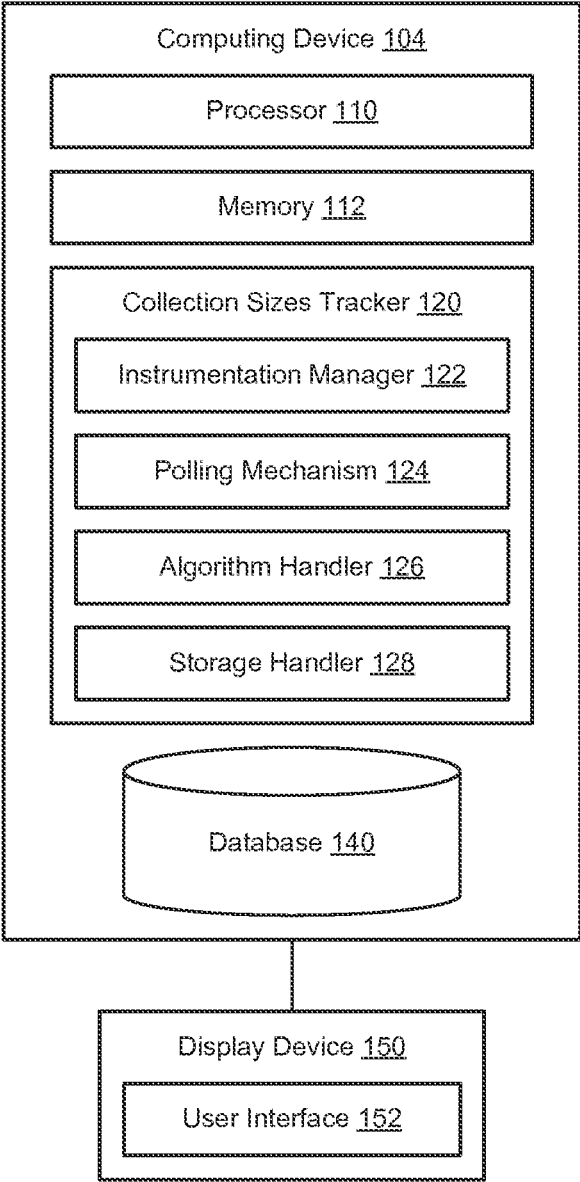 Computing Device 104
Processor 110
Memory 112
Collection Sizes Tracker 120
Instrumentation Manager 122
Polling Mechanism 124
Algorithm Handler 126
Storage Handler 128
Database 140
Display Device 150
User Interface 152